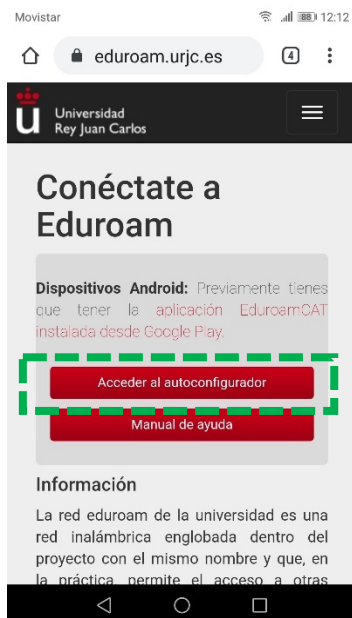 Movistar 88 12:12
eduroam.urjc.es 4
Universidad
Rey Juan Carlos
Conéctate a
Eduroam
Dispositivos Android: Previamente tienes
que tener la aplicación EduroamCAT
instalada desde Google Play.
Acceder al autoconfigurador
Manual de ayuda
Información
La red eduroam de la universidad es una
red inalámbrica englobada dentro del
proyecto con el mismo nombre y que, en
la práctica, permite el acceso a otras